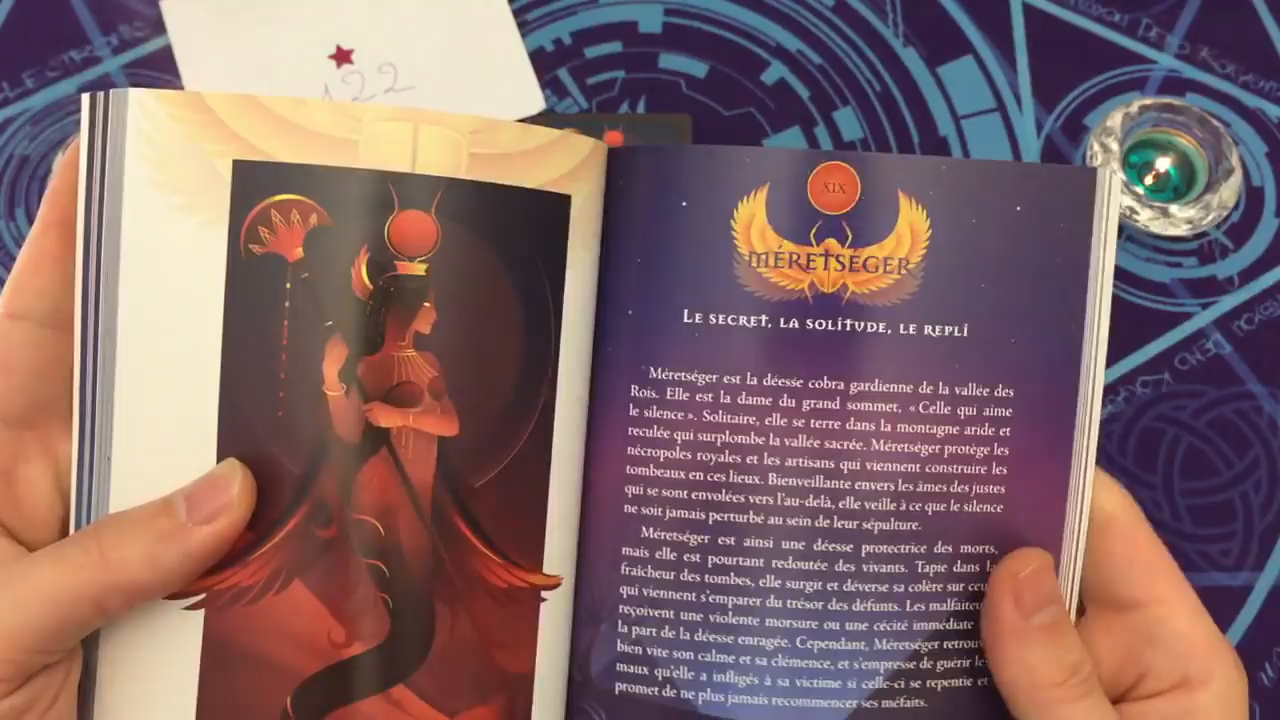 122
XIX
MÉRETSÉGER
LE SECRET, LA SOLITUDE, LE REPLI
Méretséger est la déesse cobra gardienne de la vallée des
Rois. Elle est la dame du grand sommet, « Celle qui aime
le silence ». Solitaire, elle se terre dans la montagne aride et
reculée qui surplombe la vallée sacrée. Méretséger protège les
nécropoles royales et les artisans qui viennent construire les
tombeaux en ces lieux. Bienveillante envers les âmes des justes
qui se sont envolées vers l'au-delà, elle veille à ce que le silence
ne soit jamais perturbé au sein de leur sépulture.
Méretséger est ainsi une déesse protectrice des morts,
mais elle est pourtant redoutée des vivants. Tapie dans
fraîcheur des tombes, elle surgit et déverse sa colère sur
qui viennent s'emparer du trésor des défunts. Les
reçoivent une violente morsure ou une cécité immédiate
la part de la déesse enragée. Cependant, Méretséger
bien vite son calme et sa clémence, et s'empresse de guérir
maux qu'elle a infligés à sa victime si celle-ci se repentie et
promet de ne plus jamais recommencer ses méfaits.